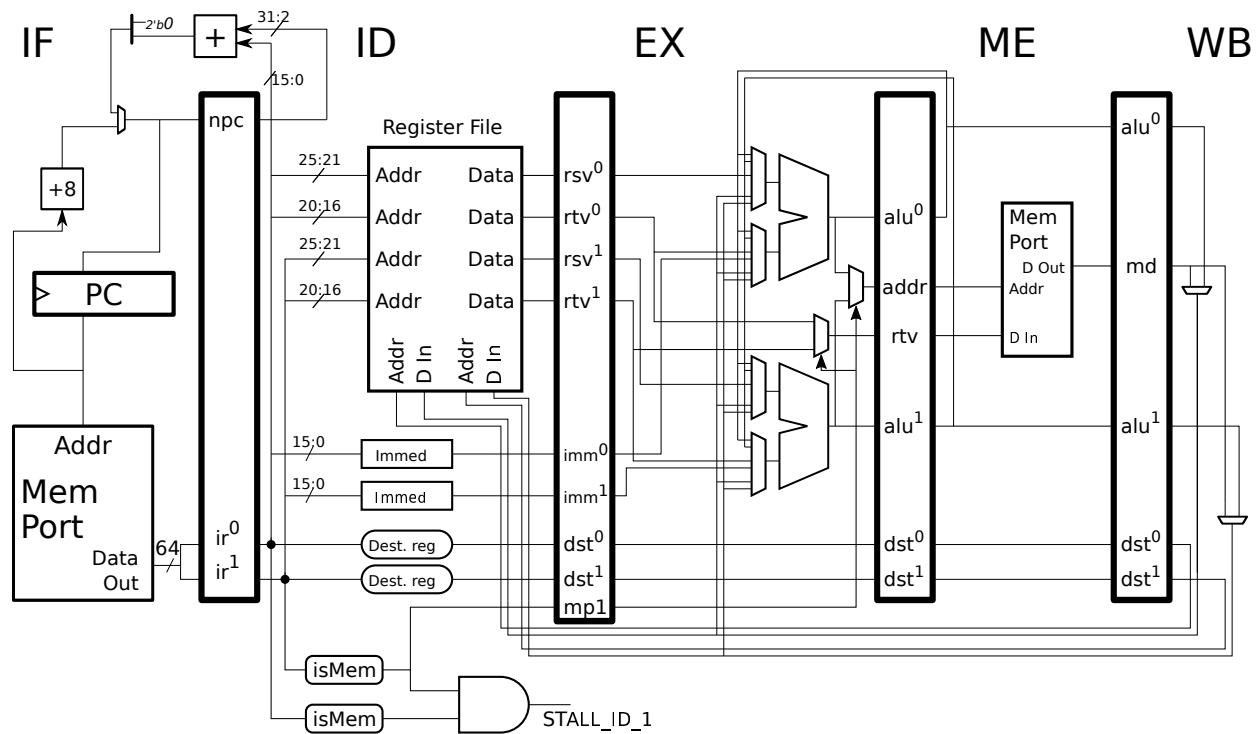 IF
ID
EX
ME
WB
31:2
2'b0
+
15:0
npc
+8
PC
Addr
Mem
Port
Data
Out
64
ir0
ir1
Register File
25:21
Addr
Data
20:16
Addr
Data
25:21
Addr
Data
20:16
Addr
Data
Addr
D In
Addr
D In
15:0
Immed
15:0
Immed
Dest. reg
Dest. reg
isMem
isMem
STALL_ID_1
rsv0
rtv0
rsv1
rtv1
imm0
imm1
dst0
dst1
mp1
alu0
addr
rtv
alu1
dst0
dst1
Mem
Port
D Out
Addr
D In
alu0
md
alu1
dst0
dst1